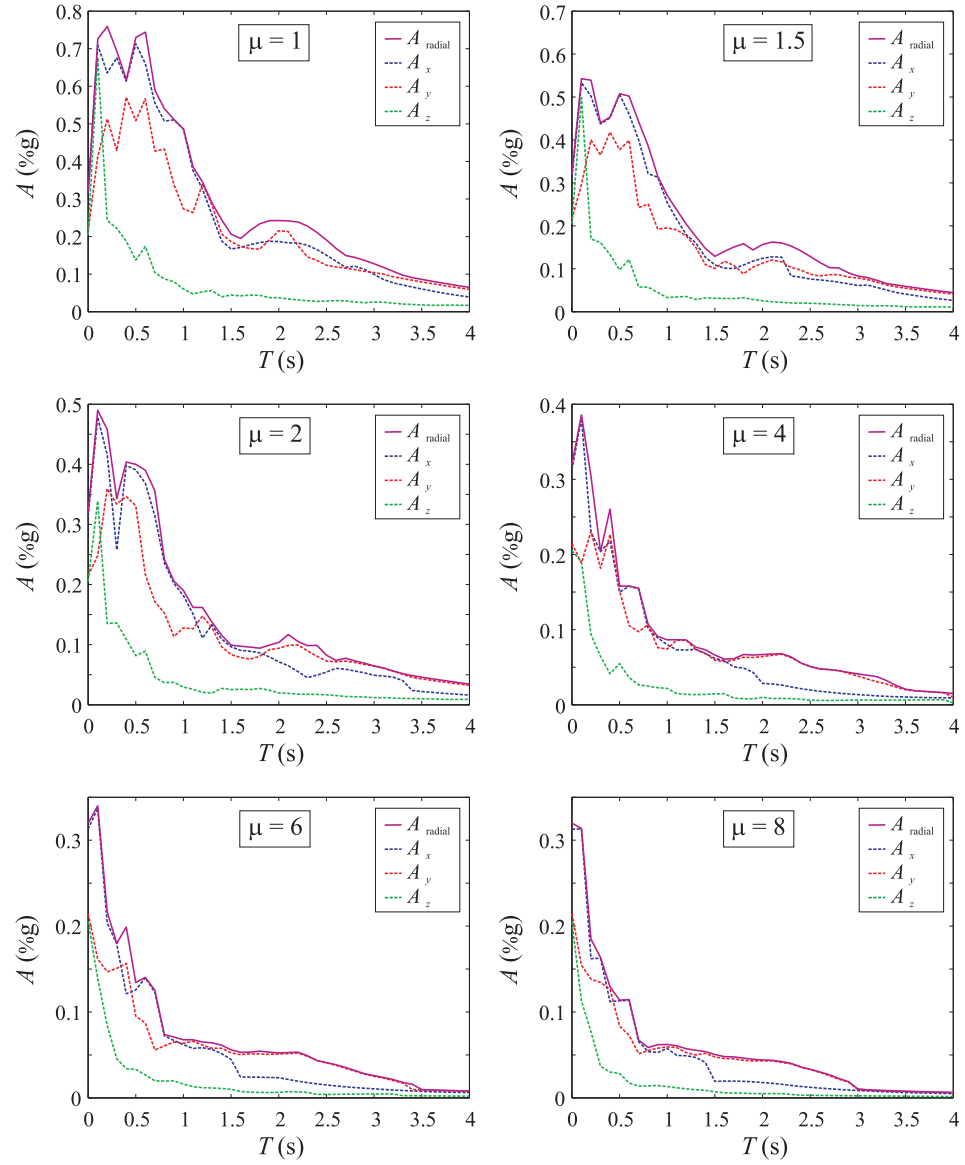 0.8
0.7
0.6
0.5
0.4
0.3
0.2
0.1
0
A (%g)
μ = 1
A radial
A x
A y
A z
0 0.5 1 1.5 2 2.5 3 3.5 4
T (s)
0.7
0.6
0.5
0.4
0.3
0.2
0.1
0
A (%g)
μ = 1.5
A radial
A x
A y
A z
0 0.5 1 1.5 2 2.5 3 3.5 4
T (s)
0.5
0.4
0.3
0.2
0.1
0
A (%g)
μ = 2
A radial
A x
A y
A z
0 0.5 1 1.5 2 2.5 3 3.5 4
T (s)
0.4
0.3
0.2
0.1
0
A (%g)
μ = 4
A radial
A x
A y
A z
0 0.5 1 1.5 2 2.5 3 3.5 4
T (s)
0.3
0.2
0.1
0
A (%g)
μ = 6
A radial
A x
A y
A z
0 0.5 1 1.5 2 2.5 3 3.5 4
T (s)
0.3
0.2
0.1
0
A (%g)
μ = 8
A radial
A x
A y
A z
0 0.5 1 1.5 2 2.5 3 3.5 4
T (s)